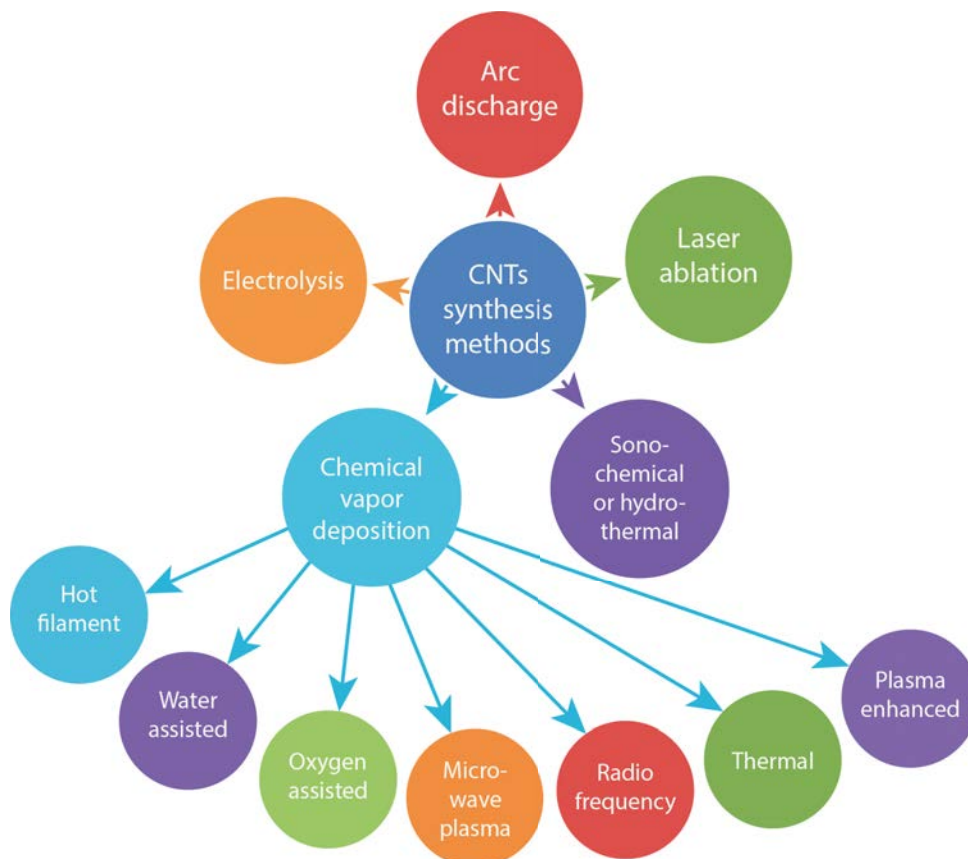 Arc
discharge
Electrolysis
CNTs
synthesis
methods
Laser
ablation
Chemical
vapor
deposition
Sono-
chemical
or hydro-
thermal
Hot
filament
Water
assisted
Oxygen
assisted
Micro-
wave
plasma
Radio
frequency
Thermal
Plasma
enhanced